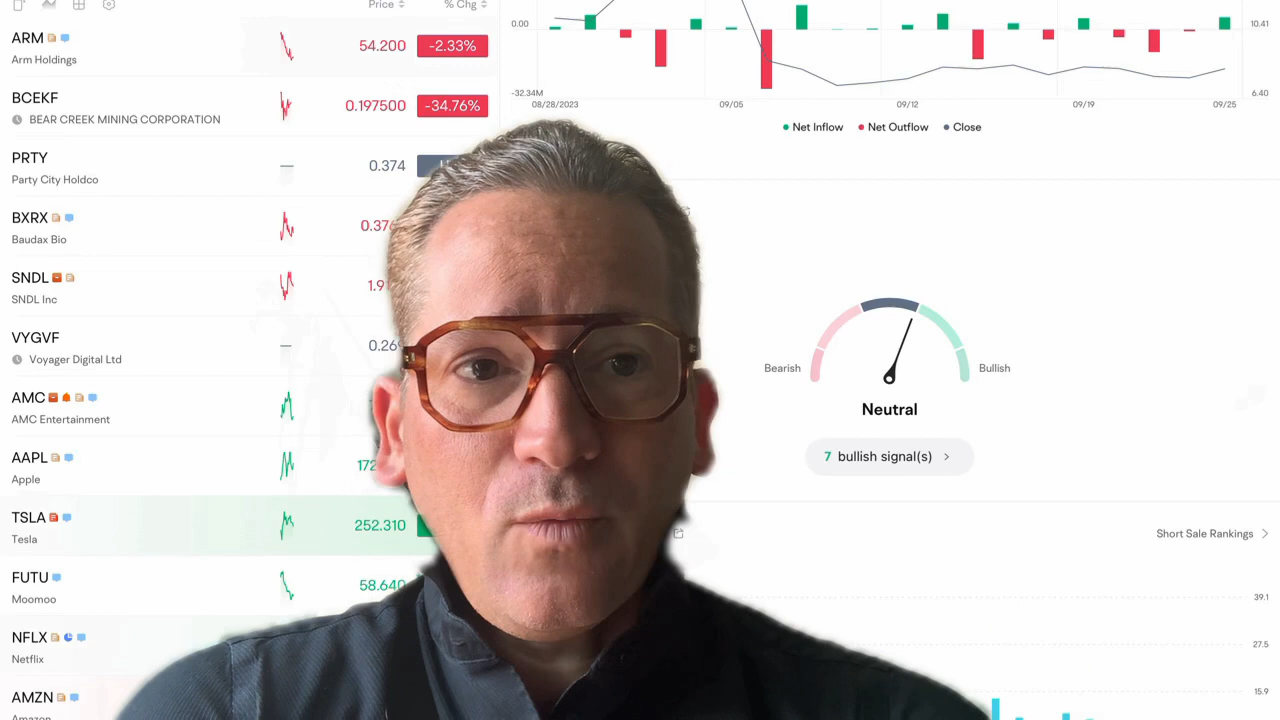 Price % Chg
ARM
Arm Holdings
54.200
-2.33%
BCEKF
BEAR CREEK MINING CORPORATION
0.197500
-34.76%
PRTY
Party City Holdco
0.374
BXRX
Baudax Bio
SNDL
SNDL Inc
VYGVF
Voyager Digital Ltd
AMC
AMC Entertainment
AAPL
Apple
TSLA
Tesla
252.310
FUTU
Moomoo
58.640
NFLX
Netflix
AMZN
Amazon
0.00
10.41
-32.34M
6.40
08/28/2023 09/05 09/12 09/19 09/25
Net Inflow Net Outflow Close
Bearish Bullish
Neutral
7 bullish signal(s) >
Short Sale Rankings >
39.1
27.5
15.9